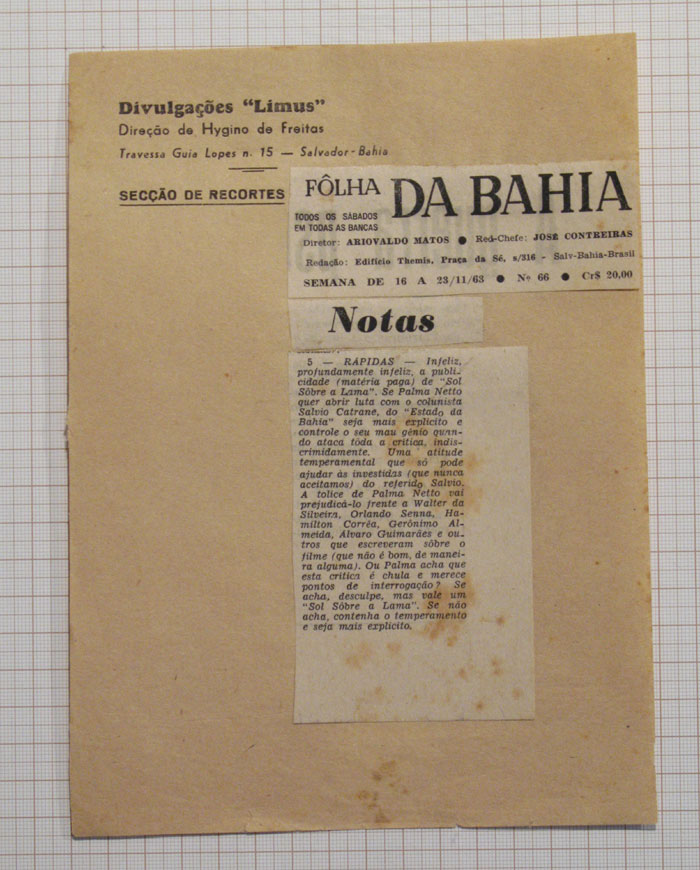 Divulgações "Limus"
Direção de Hygino de Freitas
Travessa Guia Lopes n. 15 — Salvador-Bahia
SECÇÃO DE RECORTES
FÔLHA DA BAHIA
TODOS OS SÁBADOS
EM TODAS AS BANCAS
Diretor: ARIOVALDO MATOS ● Red-Chefe: JOSÉ CONTREIRAS
Redação: Edifício Themis, Praça da Sé, s/316 - Salv-Bahia-Brasil
SEMANA DE 16 A 23/11/63 ● Nº 66 ● Cr$ 20,00
Notas
5 — RÁPIDAS — Infeliz,
profundamente infeliz, a publi-
cidade (matéria paga) de "Sol
Sôbre a Lama". Se Palma Netto
quer abrir luta com o colunista
Salvio Catrane, do "Estado da
Bahia" seja mais explicito e
controle o seu mau gênio quan-
do ataca tôda a critica, indis-
crimidamente. Uma atitude
temperamental que só pode
ajudar às investidas (que nunca
aceitamos) do referido Salvio.
A tolice de Palma Netto vai
prejudicá-lo frente a Walter da
Silveira, Orlando Senna, Ha-
milton Corrêa, Gerônimo Al-
meida, Alvaro Guimarães e ou-
tros que escreveram sôbre o
filme (que não é bom, de manei-
ra alguma). Ou Palma acha que
esta critica é chula e merece
pontos de interrogação? Se
acha, desculpe, mas vale um
"Sol Sôbre a Lama". Se não
acha, contenha o temperamento
e seja mais explicito.